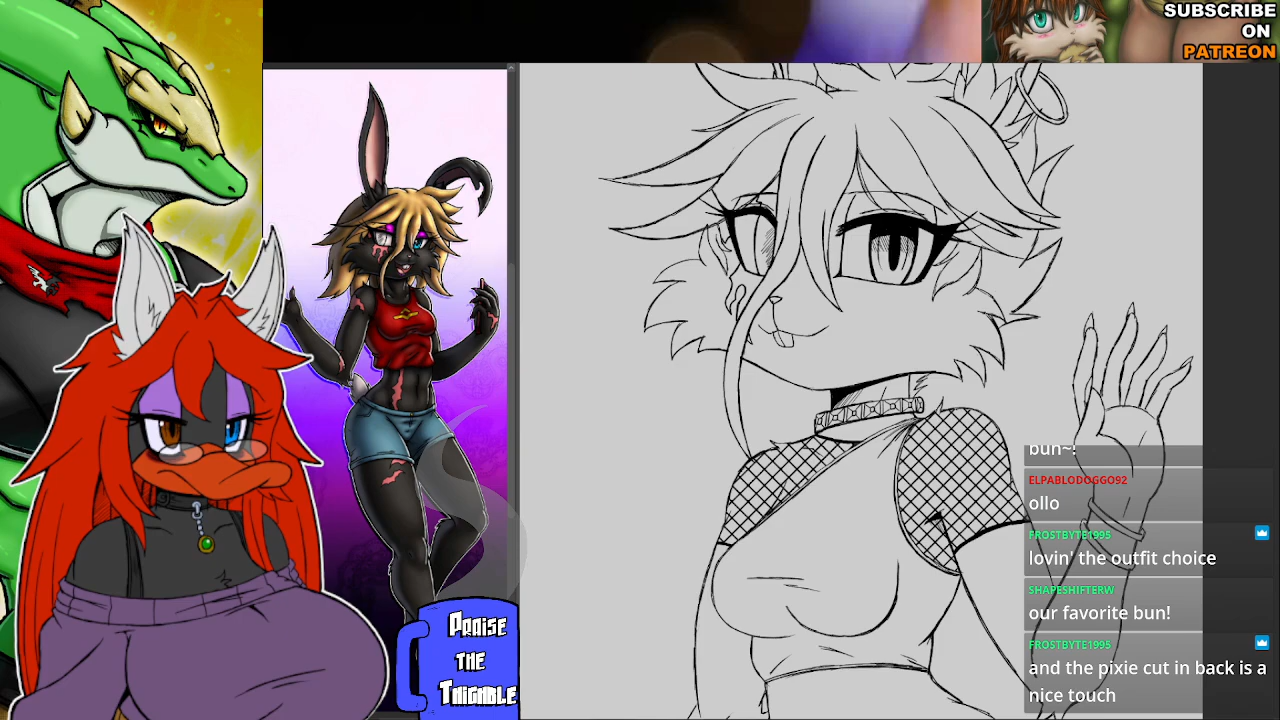 SUBSCRIBE
ON
PATREON
bun~!
ELPABLODOGGO92
ollo
FROSTBYTE1995
lovin' the outfit choice
SHAPESHIFTERW
our favorite bun!
FROSTBYTE1995
and the pixie cut in back is a
nice touch
PRAISE
THE
TAIGABLE